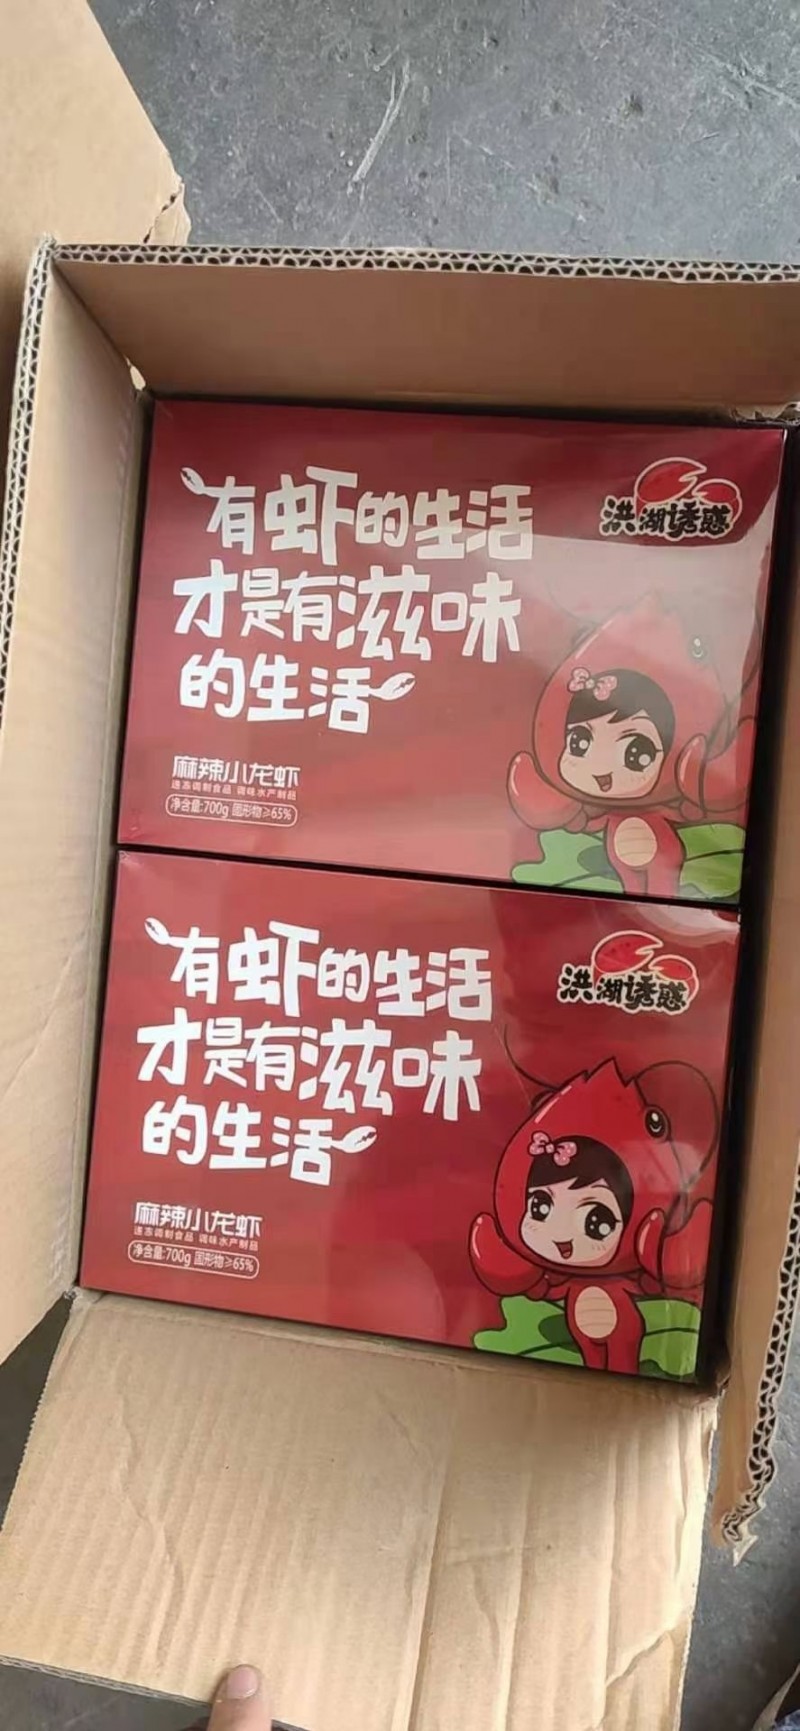 有虾的生活
才是有滋味
的生活
洪湖诱惑
麻辣小龙虾
速冻调制食品 调味水产制品
净含量:700g 固形物≥65%
有虾的生活
才是有滋味
的生活
洪湖诱惑
麻辣小龙虾
速冻调制食品 调味水产制品
净含量:700g 固形物≥65%